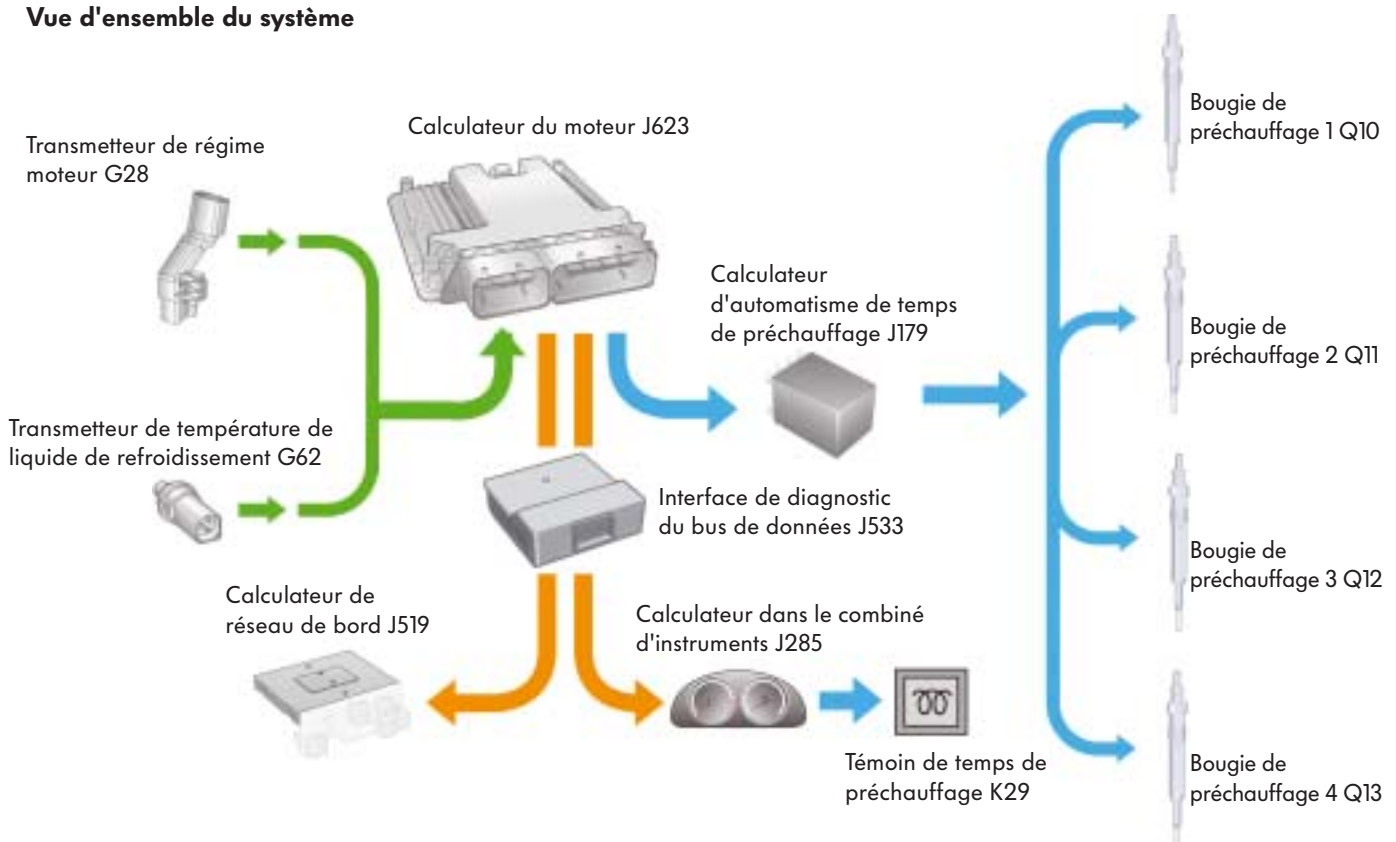 Vue d'ensemble du système
Calculateur du moteur J623
Transmetteur de régime
moteur G28
Bougie de
préchauffage 1 Q10
Calculateur
d'automatisme de temps
de préchauffage J179
Bougie de
préchauffage 2 Q11
Transmetteur de température de
liquide de refroidissement G62
Interface de diagnostic
du bus de données J533
Bougie de
préchauffage 3 Q12
Calculateur de
réseau de bord J519
Calculateur dans le combiné
d'instruments J285
Témoin de temps de
préchauffage K29
Bougie de
préchauffage 4 Q13